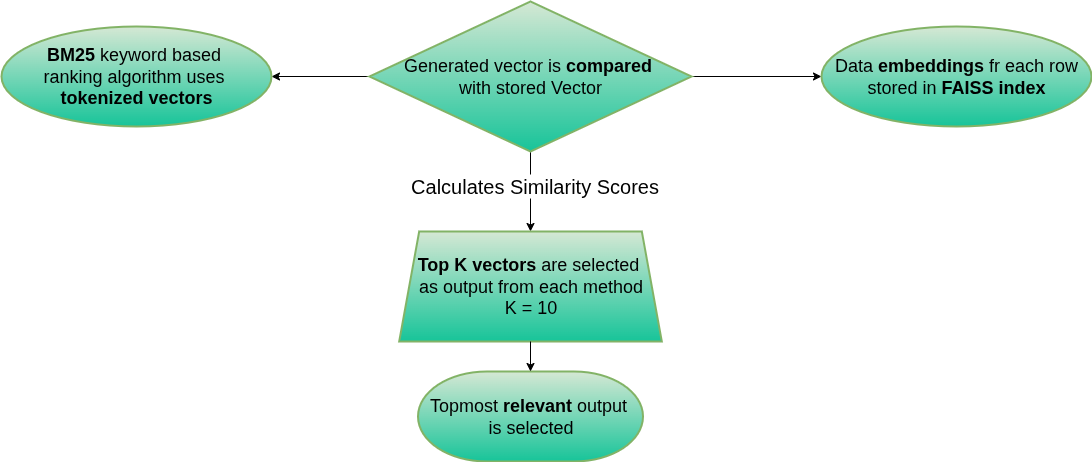 BM25 keyword based
ranking algorithm uses
tokenized vectors
Generated vector is compared
with stored Vector
Data embeddings fr each row
stored in FAISS index
Calculates Similarity Scores
Top K vectors are selected
as output from each method
K = 10
Topmost relevant output
is selected